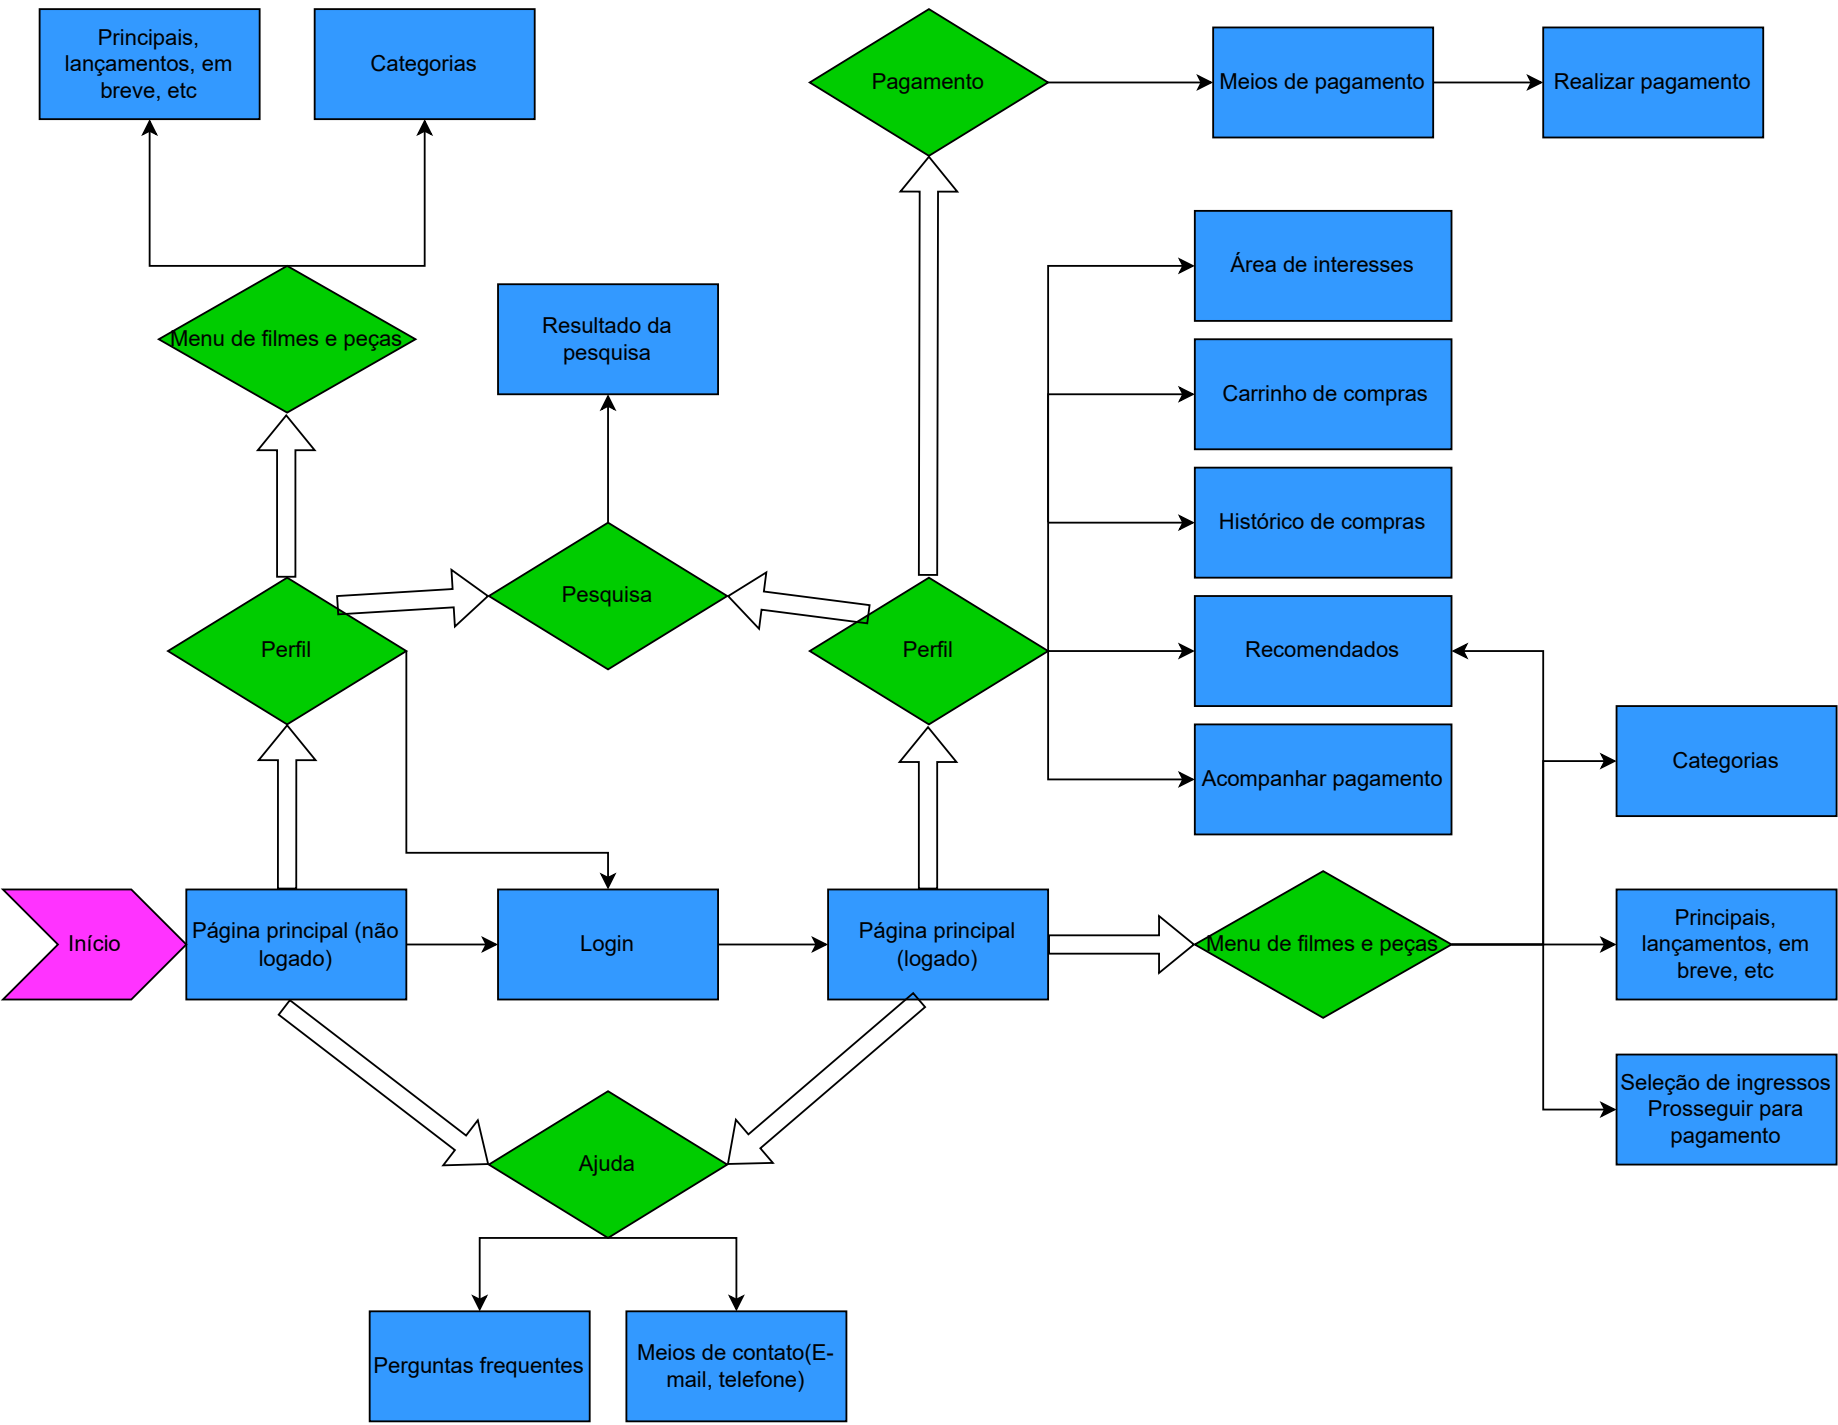 Principais,
lançamentos, em
breve, etc
Categorias
Pagamento
Meios de pagamento
Realizar pagamento
Área de interesses
Menu de filmes e peças
Resultado da
pesquisa
Carrinho de compras
Histórico de compras
Pesquisa
Perfil
Perfil
Recomendados
Categorias
Acompanhar pagamento
Início
Página principal (não
logado)
Login
Página principal
(logado)
Menu de filmes e peças
Principais,
lançamentos, em
breve, etc
Seleção de ingressos
Prosseguir para
pagamento
Ajuda
Perguntas frequentes
Meios de contato(E-
mail, telefone)